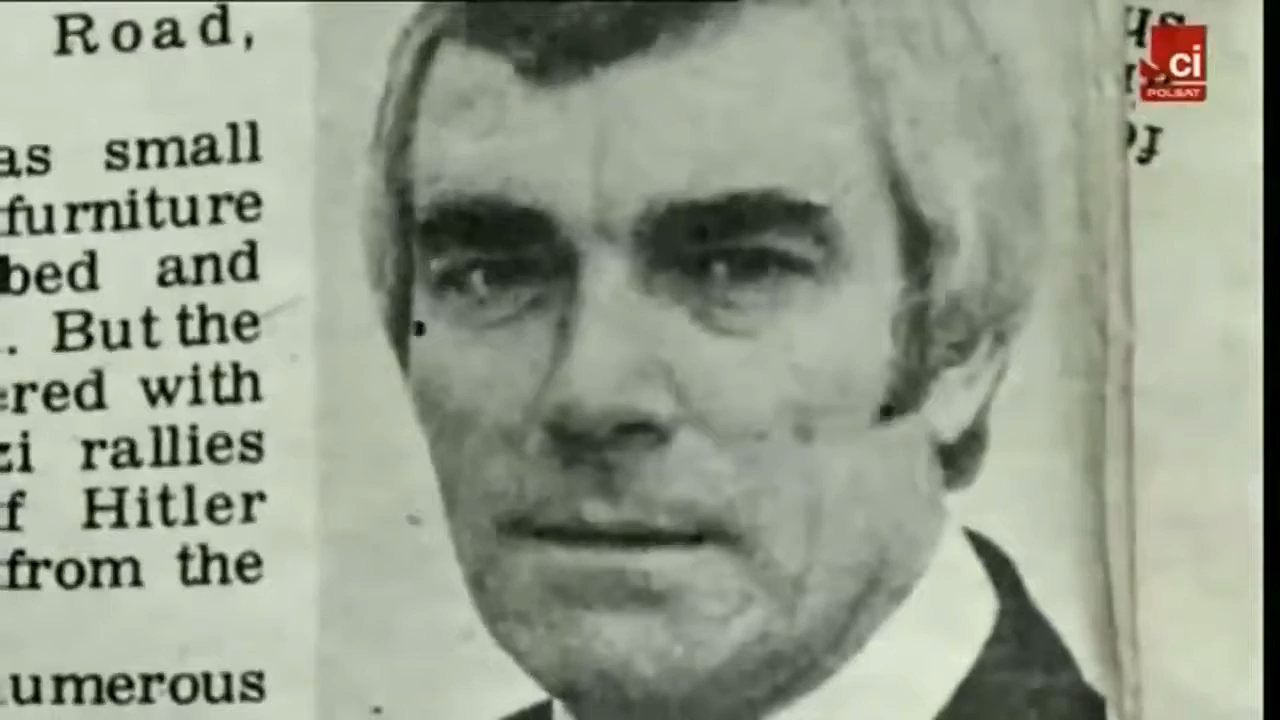 Road,
as small
furniture
bed and
. But the
ered with
zi rallies
f Hitler
from the
umerous
ci
POLSAT